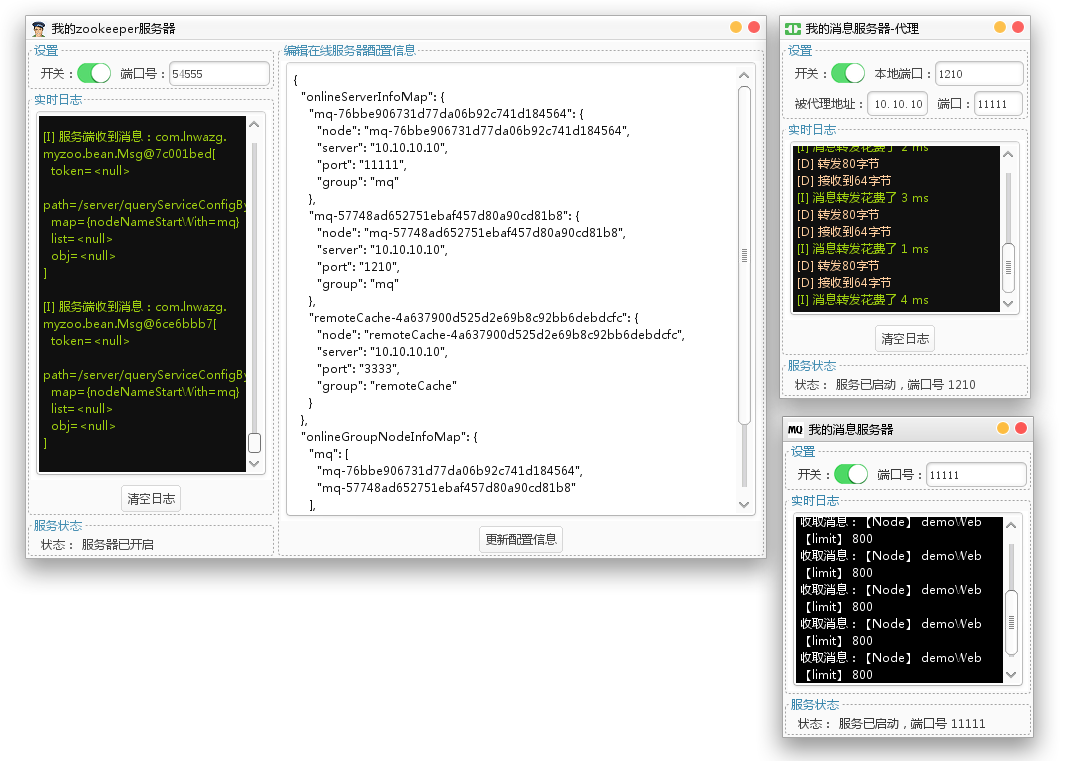 我的zookeeper服务器
设置
开关：
端口号：
54555
实时日志
[I] 服务端收到消息：com.lnwazg.
myzoo.bean.Msg@7c001bed[
token=<null>
path=/server/queryServiceConfigBy
map={nodeNameStartWith=mq}
list=<null>
obj=<null>
]
[I] 服务端收到消息：com.lnwazg.
myzoo.bean.Msg@6ce6bbb7[
token=<null>
path=/server/queryServiceConfigBy
map={nodeNameStartWith=mq}
list=<null>
obj=<null>
]
清空日志
服务状态
状态： 服务器已开启
编辑在线服务器配置信息
{
"onlineServerInfoMap": {
"mq-76bbe906731d77da06b92c741d184564": {
"node": "mq-76bbe906731d77da06b92c741d184564",
"server": "10.10.10.10",
"port": "11111",
"group": "mq"
},
"mq-57748ad652751ebaf457d80a90cd81b8": {
"node": "mq-57748ad652751ebaf457d80a90cd81b8",
"server": "10.10.10.10",
"port": "1210",
"group": "mq"
},
"remoteCache-4a637900d525d2e69b8c92bb6debdcfc": {
"node": "remoteCache-4a637900d525d2e69b8c92bb6debdcfc",
"server": "10.10.10.10",
"port": "3333",
"group": "remoteCache"
}
},
"onlineGroupNodeInfoMap": {
"mq": [
"mq-76bbe906731d77da06b92c741d184564",
"mq-57748ad652751ebaf457d80a90cd81b8"
],
更新配置信息
我的消息服务器-代理
设置
开关：
本地端口：
1210
被代理地址：
10.10.10
端口：
11111
实时日志
[I] 消息转发花费了 2 ms
[D] 转发80字节
[D] 接收到64字节
[I] 消息转发花费了 3 ms
[D] 转发80字节
[D] 接收到64字节
[I] 消息转发花费了 1 ms
[D] 转发80字节
[D] 接收到64字节
[I] 消息转发花费了 4 ms
清空日志
服务状态
状态： 服务已启动，端口号 1210
MQ 我的消息服务器
设置
开关：
端口号：
11111
实时日志
收取消息：【Node】 demoWeb
【limit】 800
收取消息：【Node】 demoWeb
【limit】 800
收取消息：【Node】 demoWeb
【limit】 800
收取消息：【Node】 demoWeb
【limit】 800
收取消息：【Node】 demoWeb
【limit】 800
服务状态
状态： 服务已启动，端口号 11111